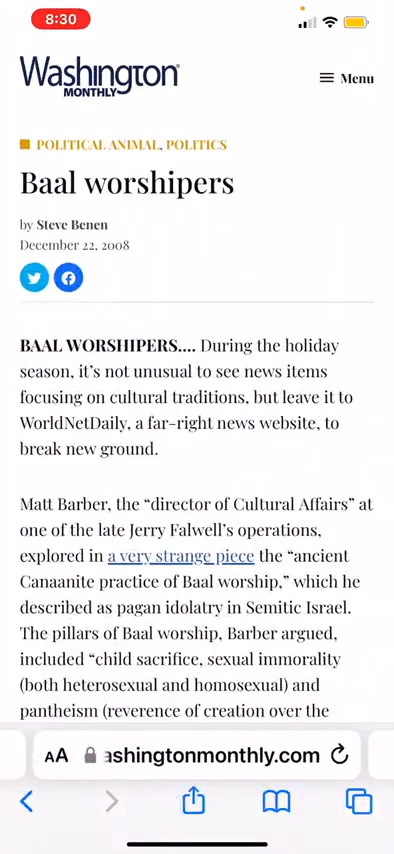 8:30
Washington
MONTHLY
Menu
POLITICAL ANIMAL, POLITICS
Baal worshipers
by Steve Benen
December 22, 2008
BAAL WORSHIPERS.... During the holiday
season, it's not unusual to see news items
focusing on cultural traditions, but leave it to
WorldNetDaily, a far-right news website, to
break new ground.
Matt Barber, the “director of Cultural Affairs” at
one of the late Jerry Falwell's operations,
explored in a very strange piece the “ancient
Canaanite practice of Baal worship,” which he
described as pagan idolatry in Semitic Israel.
The pillars of Baal worship, Barber argued,
included “child sacrifice, sexual immorality
(both heterosexual and homosexual) and
pantheism (reverence of creation over the
AA ashingtonmonthly.com